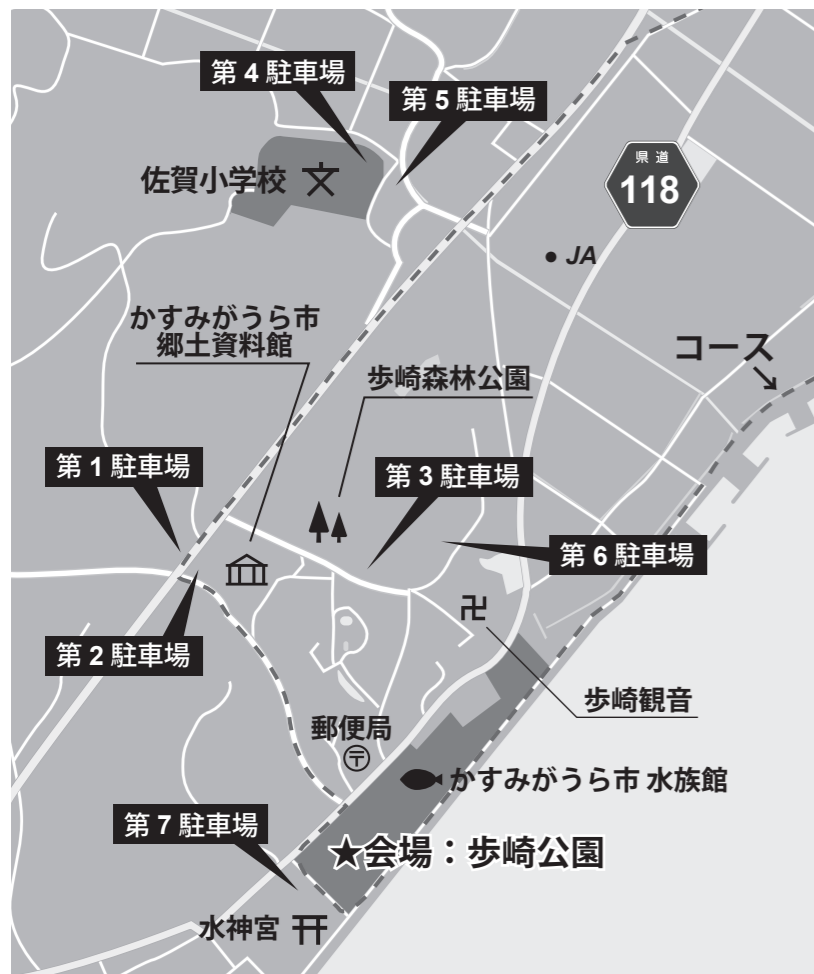 第4駐車場
第5駐車場
佐賀小学校 文
県道
118
● JA
かすみがうら市
郷土資料館
コース
歩崎森林公園
第1駐車場
第3駐車場
第6駐車場
卍
第2駐車場
歩崎観音
郵便局
〒
かすみがうら市 水族館
第7駐車場
★会場：歩崎公園
水神宮